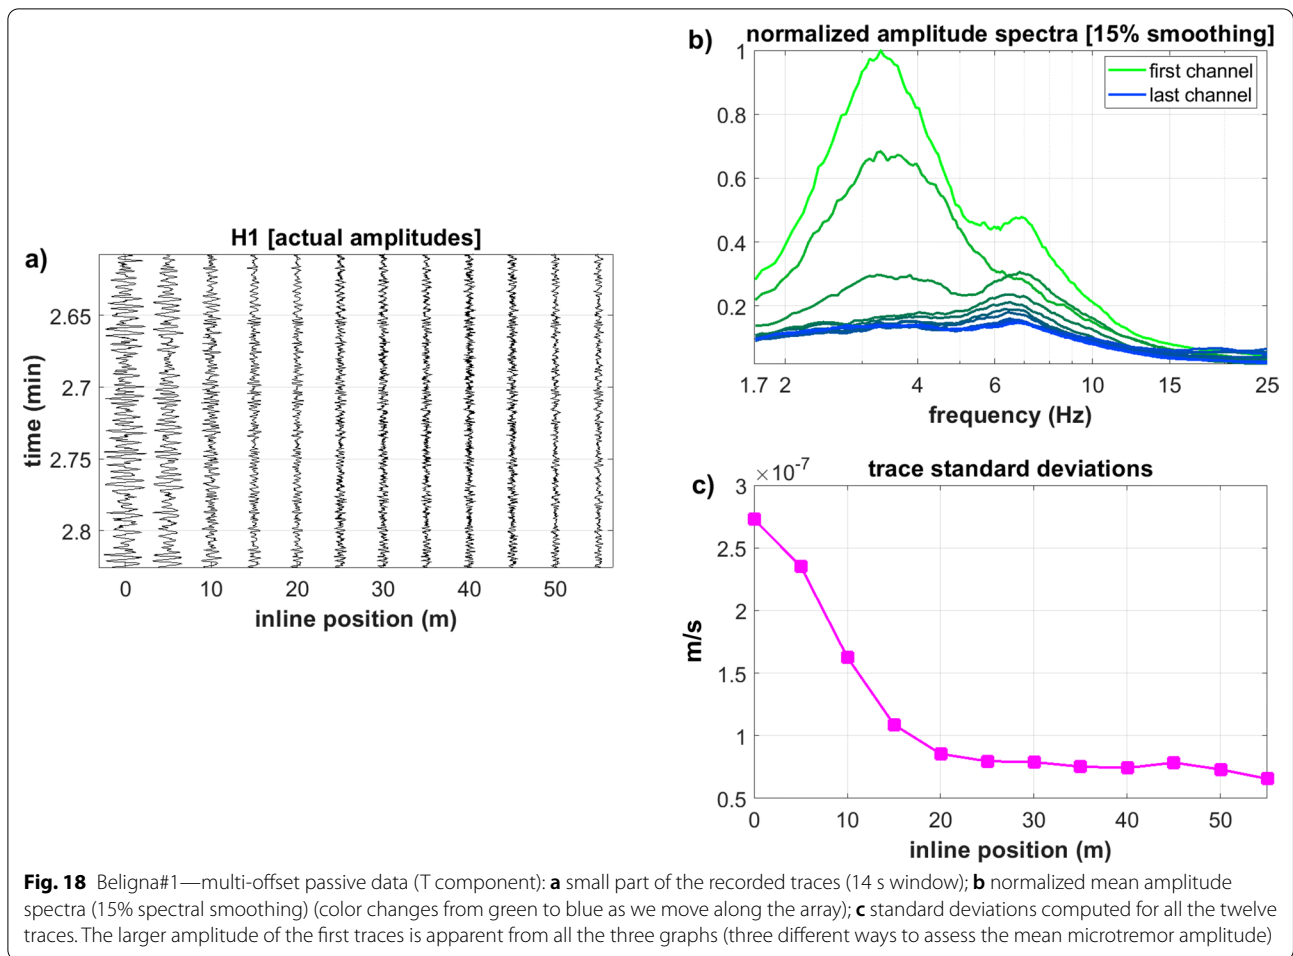 b) normalized amplitude spectra [15% smoothing]
1
0.8
0.6
0.4
0.2
first channel
last channel
1.7 2 4 6 10 15 25
frequency (Hz)
H1 [actual amplitudes]
a)
2.65
2.7
2.75
2.8
time (min)
0 10 20 30 40 50
inline position (m)
×10-7
trace standard deviations
c)
3
2.5
2
1.5
1
0.5
m/s
0 10 20 30 40 50
inline position (m)
Fig. 18 Beligna#1—multi-offset passive data (T component): a small part of the recorded traces (14 s window); b normalized mean amplitude
spectra (15% spectral smoothing) (color changes from green to blue as we move along the array); c standard deviations computed for all the twelve
traces. The larger amplitude of the first traces is apparent from all the three graphs (three different ways to assess the mean microtremor amplitude)